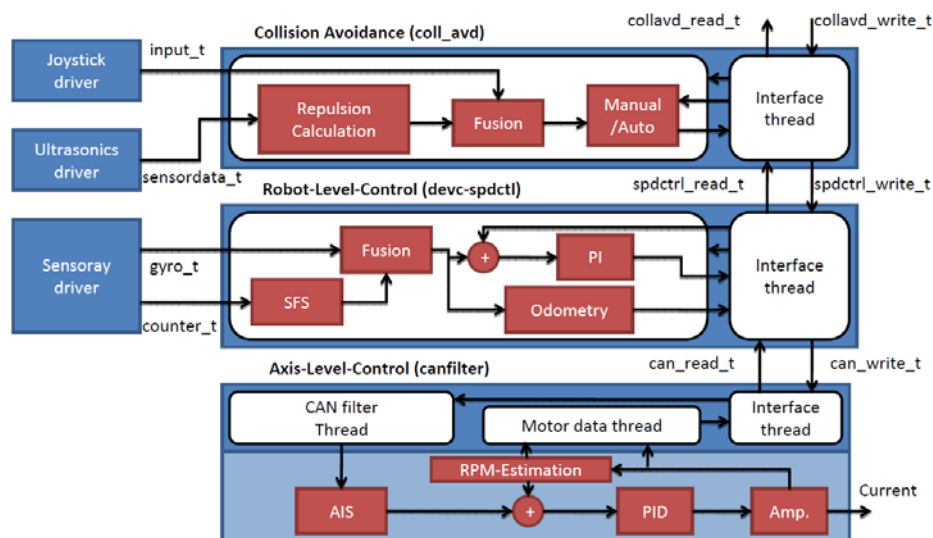 collavd_read_t
collavd_write_t
Collision Avoidance (coll_avd)
input_t
Joystick
driver
Repulsion
Calculation
Fusion
Manual
/Auto
Interface
thread
Ultrasonics
driver
sensordata_t
spdctrl_read_t
spdctrl_write_t
Robot-Level-Control (devc-spdctl)
Sensoray
driver
gyro_t
counter_t
Fusion
SFS
+
PI
Odometry
Interface
thread
can_read_t
can_write_t
Axis-Level-Control (canfilter)
CAN filter
Thread
Motor data thread
Interface
thread
RPM-Estimation
AIS
+
PID
Amp.
Current